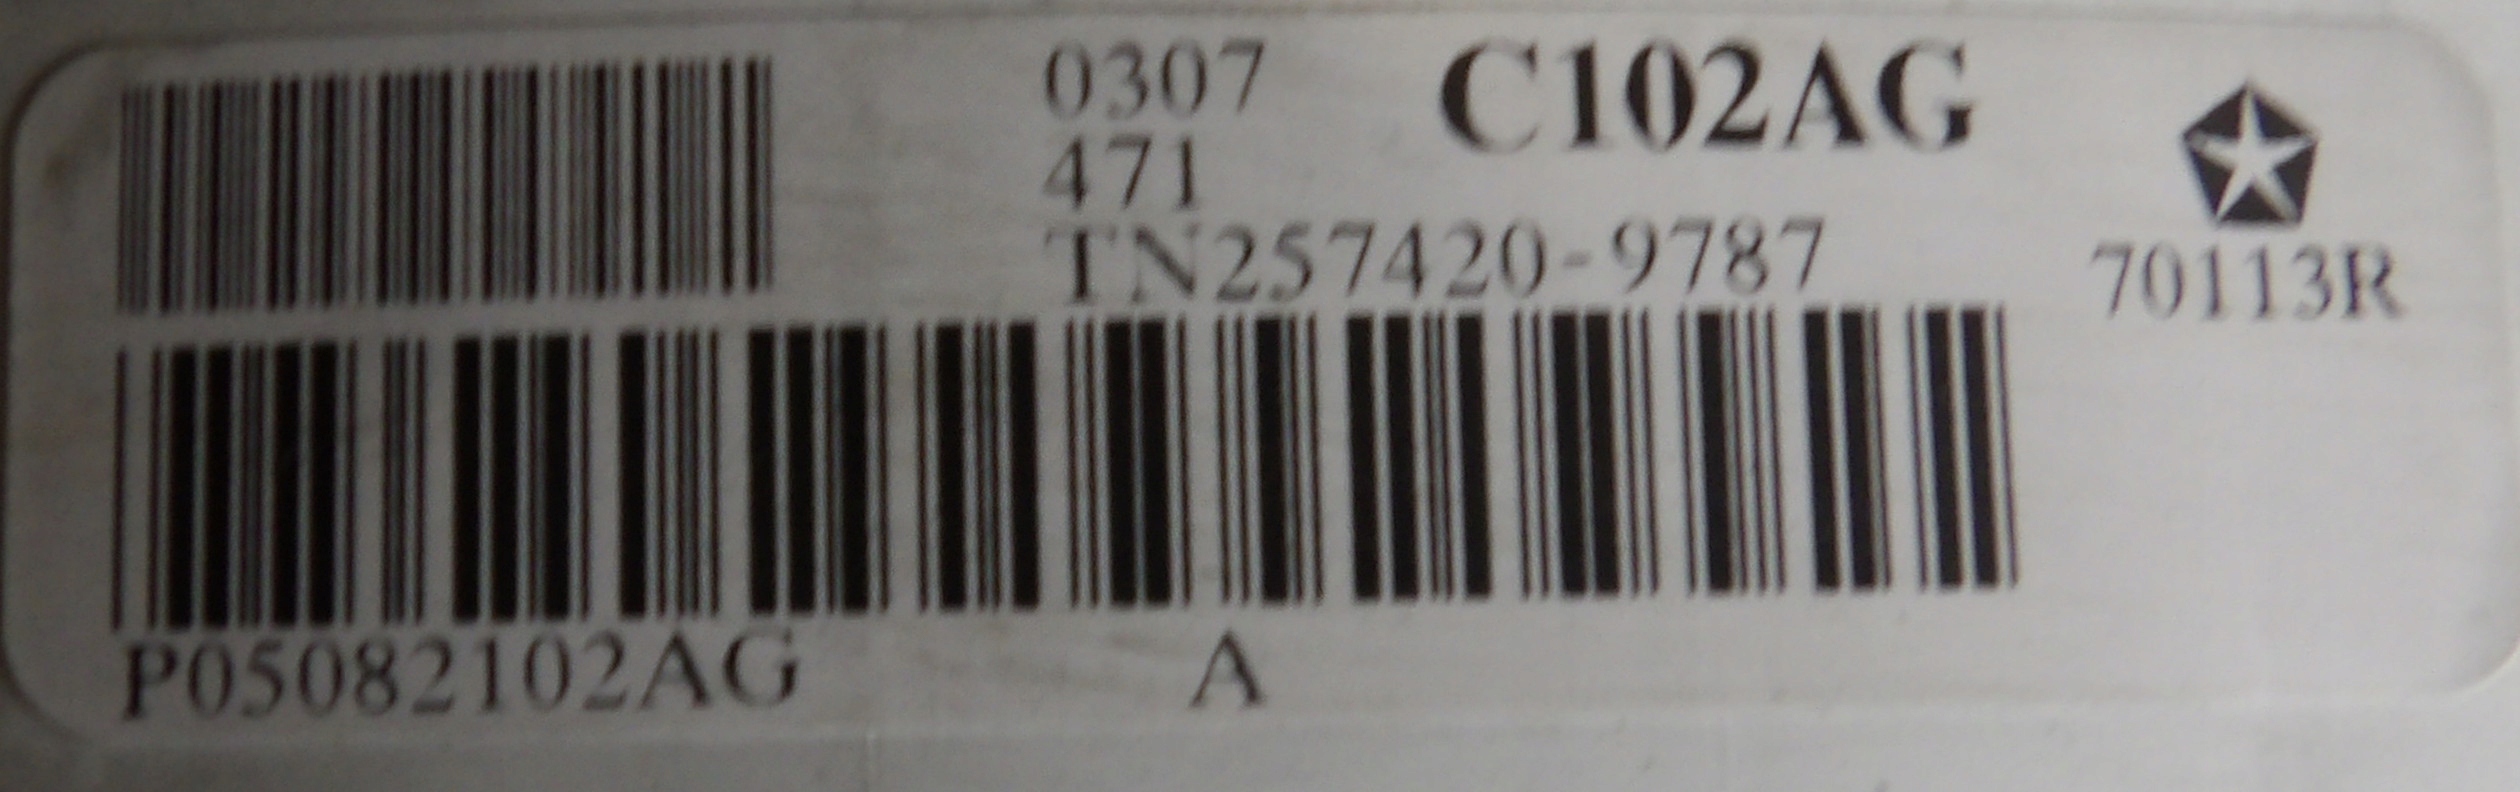 0307 C102AG
471
TN257420-9787
70113R
P05082102AG A